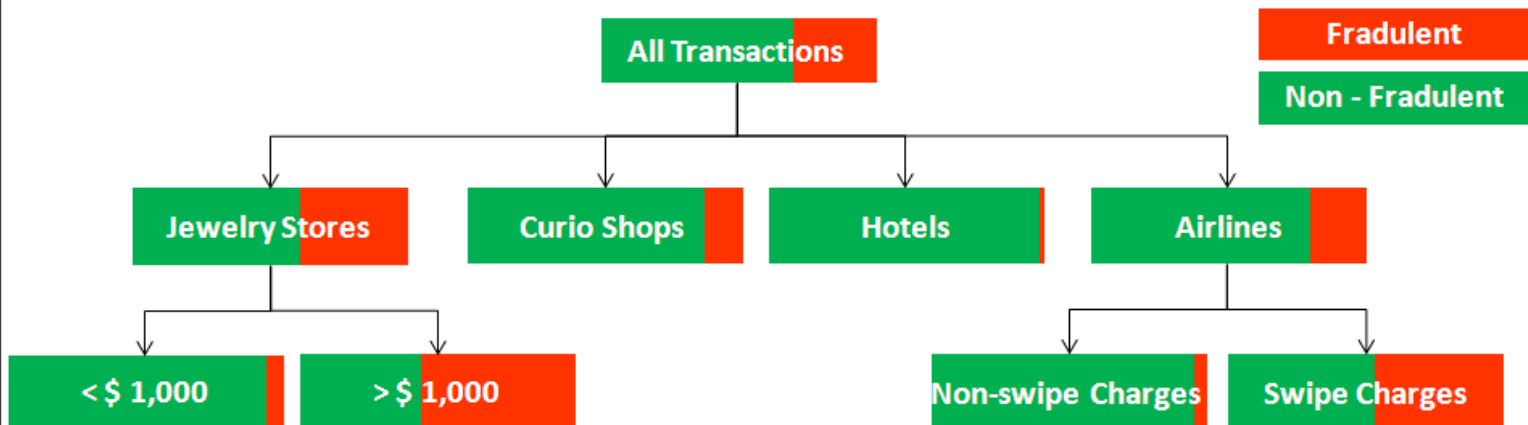 All Transactions
Fradulent
Non - Fradulent
Jewelry Stores
Curio Shops
Hotels
Airlines
< $ 1,000
> $ 1,000
Non-swipe Charges
Swipe Charges